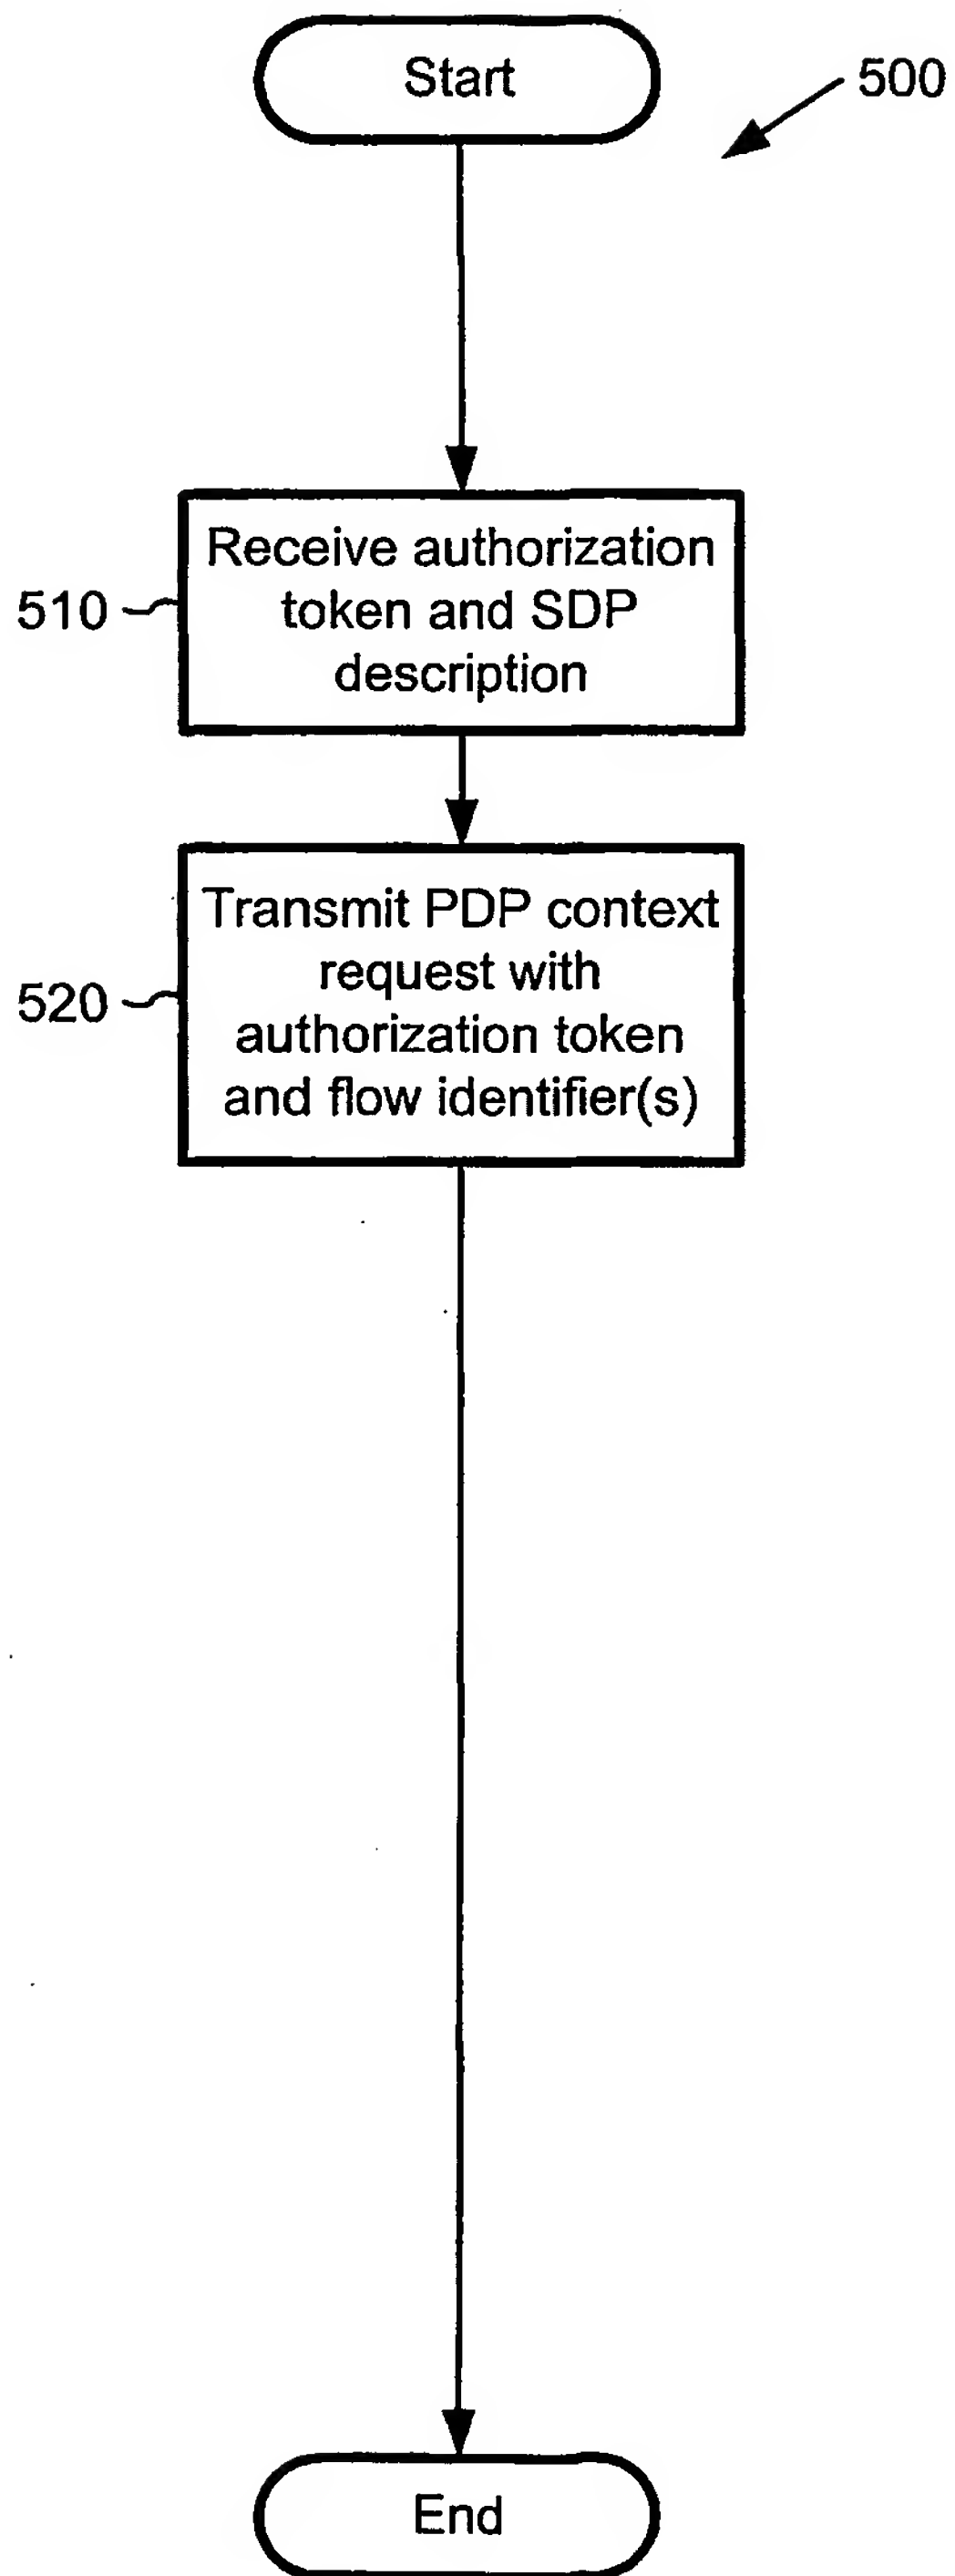 Start
500
510
Receive authorization
token and SDP
description
520
Transmit PDP context
request with
authorization token
and flow identifier(s)
End